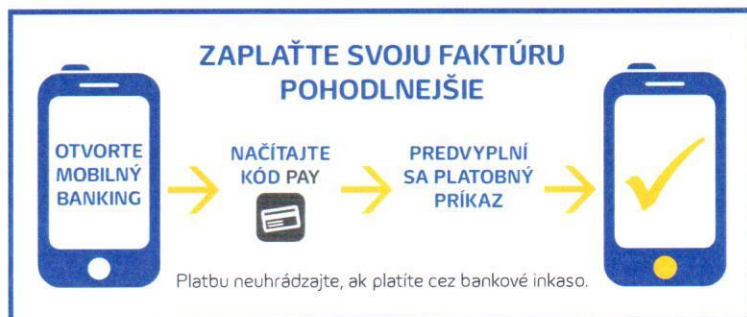 ZAPLAŤTE SVOJU FAKTÚRU
POHODLNEJŠIE
OTVORTE
MOBILNÝ
BANKING
NAČÍTAJTE
KÓD PAY
PREDVYPLNÍ
SA PLATOBNÝ
PRÍKAZ
Platbu neuhrádzajte, ak platíte cez bankové inkaso.